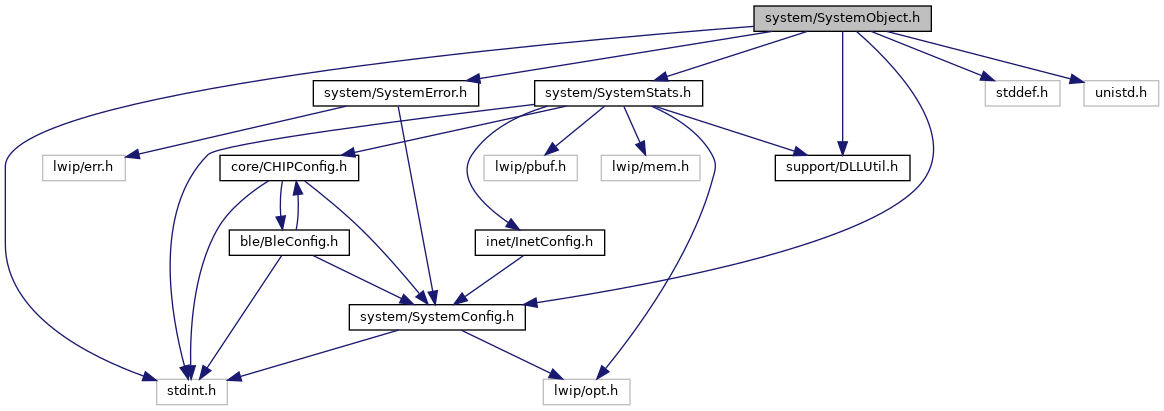 system/SystemObject.h
system/SystemError.h
system/SystemStats.h
stddef.h
unistd.h
lwip/err.h
core/CHIPConfig.h
lwip/pbuf.h
lwip/mem.h
support/DLLUtil.h
ble/BleConfig.h
inet/InetConfig.h
system/SystemConfig.h
stdint.h
lwip/opt.h